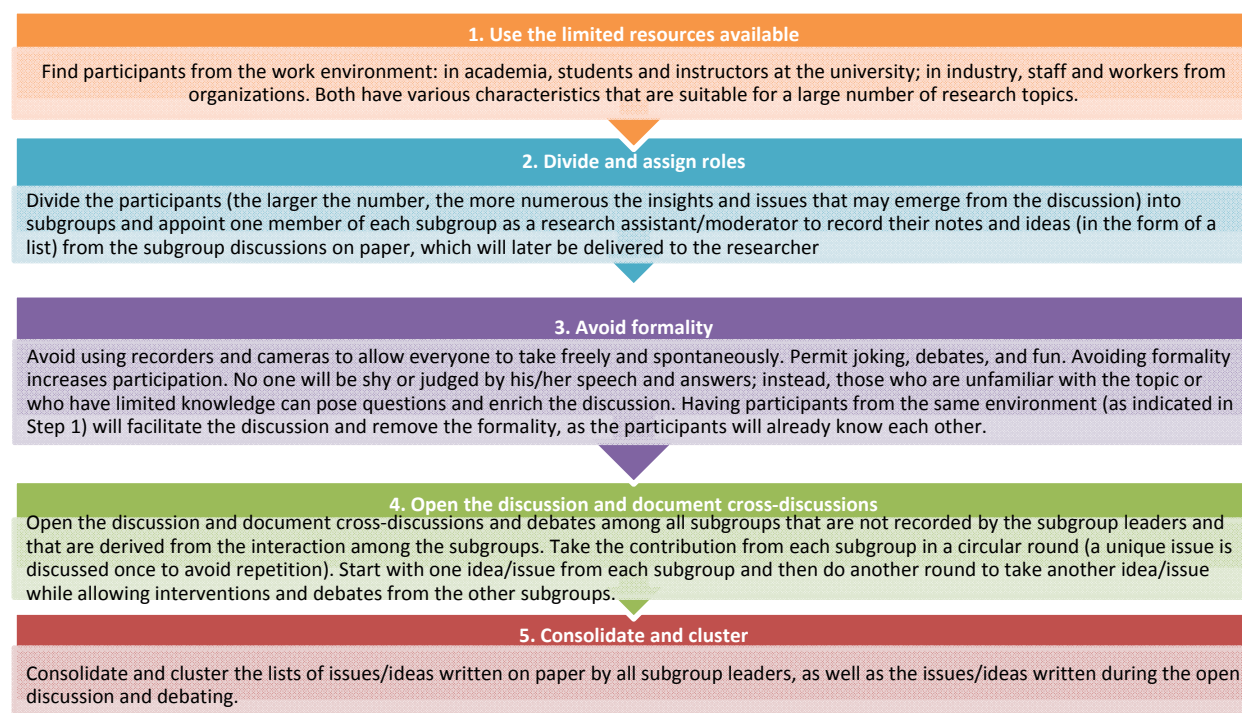 1. Use the limited resources available
Find participants from the work environment: in academia, students and instructors at the university; in industry, staff and workers from
organizations. Both have various characteristics that are suitable for a large number of research topics.
2. Divide and assign roles
Divide the participants (the larger the number, the more numerous the insights and issues that may emerge from the discussion) into
subgroups and appoint one member of each subgroup as a research assistant/moderator to record their notes and ideas (in the form of a
list) from the subgroup discussions on paper, which will later be delivered to the researcher
3. Avoid formality
Avoid using recorders and cameras to allow everyone to take freely and spontaneously. Permit joking, debates, and fun. Avoiding formality
increases participation. No one will be shy or judged by his/her speech and answers; instead, those who are unfamiliar with the topic or
who have limited knowledge can pose questions and enrich the discussion. Having participants from the same environment (as indicated in
Step 1) will facilitate the discussion and remove the formality, as the participants will already know each other.
4. Open the discussion and document cross-discussions
Open the discussion and document cross-discussions and debates among all subgroups that are not recorded by the subgroup leaders and
that are derived from the interaction among the subgroups. Take the contribution from each subgroup in a circular round (a unique issue is
discussed once to avoid repetition). Start with one idea/issue from each subgroup and then do another round to take another idea/issue
while allowing interventions and debates from the other subgroups.
5. Consolidate and cluster
Consolidate and cluster the lists of issues/ideas written on paper by all subgroup leaders, as well as the issues/ideas written during the open
discussion and debating.